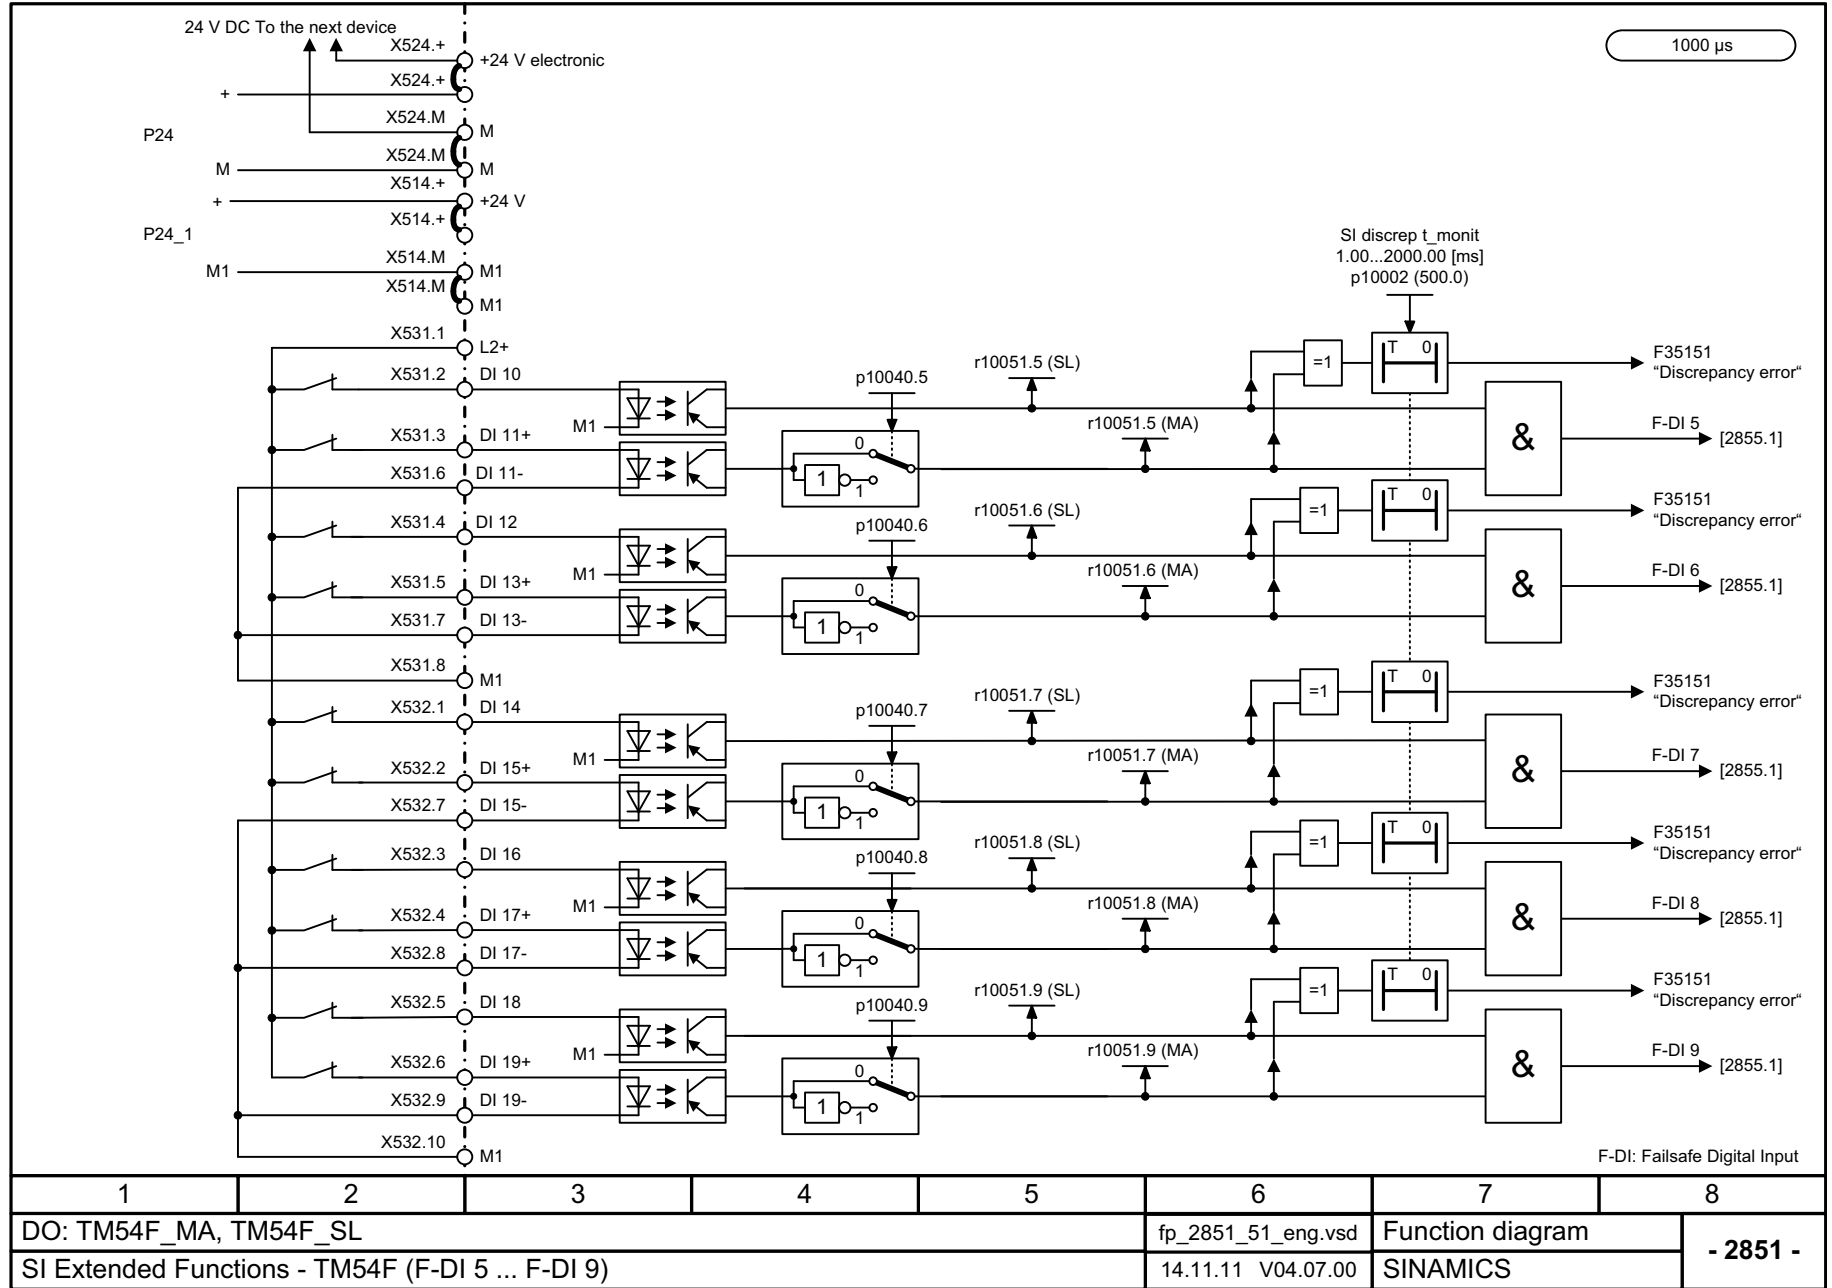 24 V DC To the next device
1000 µs
X524.+
+24 V electronic
X524.+
+
X524.M
M
P24
X524.M
M
M
X514.+
+
+24 V
X514.+
P24_1
SI discrep t_monit
1.00...2000.00 [ms]
p10002 (500.0)
X514.M
M1
M1
X514.M
M1
X531.1
L2+
X531.2
DI 10
M1
p10040.5
r10051.5 (SL)
=1
T 0
F35151
“Discrepancy error“
X531.3
DI 11+
0
1
1
r10051.5 (MA)
&
F-DI 5
[2855.1]
X531.6
DI 11-
X531.4
DI 12
M1
p10040.6
r10051.6 (SL)
=1
T 0
F35151
“Discrepancy error“
X531.5
DI 13+
0
1
1
r10051.6 (MA)
&
F-DI 6
[2855.1]
X531.7
DI 13-
X531.8
M1
X532.1
DI 14
M1
p10040.7
r10051.7 (SL)
=1
T 0
F35151
“Discrepancy error“
X532.2
DI 15+
0
1
1
r10051.7 (MA)
&
F-DI 7
[2855.1]
X532.7
DI 15-
X532.3
DI 16
M1
p10040.8
r10051.8 (SL)
=1
T 0
F35151
“Discrepancy error“
X532.4
DI 17+
0
1
1
r10051.8 (MA)
&
F-DI 8
[2855.1]
X532.8
DI 17-
X532.5
DI 18
M1
p10040.9
r10051.9 (SL)
=1
T 0
F35151
“Discrepancy error“
X532.6
DI 19+
0
1
1
r10051.9 (MA)
&
F-DI 9
[2855.1]
X532.9
DI 19-
X532.10
M1
F-DI: Failsafe Digital Input
1 2 3 4 5 6 7 8
DO: TM54F_MA, TM54F_SL
fp_2851_51_eng.vsd
Function diagram
- 2851 -
SI Extended Functions - TM54F (F-DI 5 ... F-DI 9)
14.11.11 V04.07.00
SINAMICS